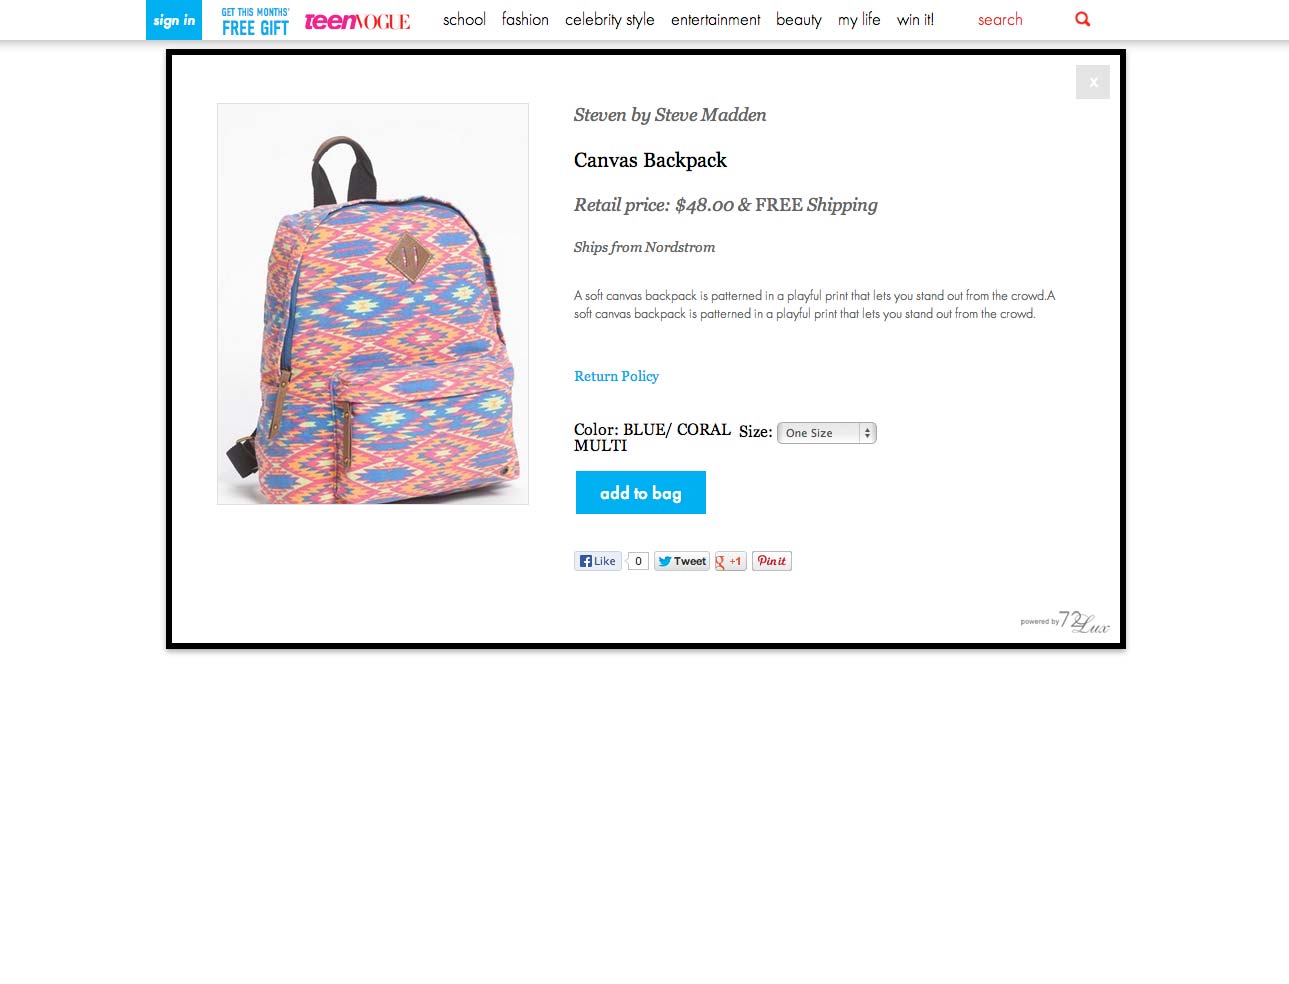 sign in
GET THIS MONTHS'
FREE GIFT
teenVOGUE
school fashion celebrity style entertainment beauty my life win it!
search
x
Steven by Steve Madden
Canvas Backpack
Retail price: $48.00 & FREE Shipping
Ships from Nordstrom
A soft canvas backpack is patterned in a playful print that lets you stand out from the crowd.A
soft canvas backpack is patterned in a playful print that lets you stand out from the crowd.
Return Policy
Color: BLUE/ CORAL
MULTI
Size: One Size
add to bag
Like 0 Tweet g +1 Pin it
powered by 72Lux